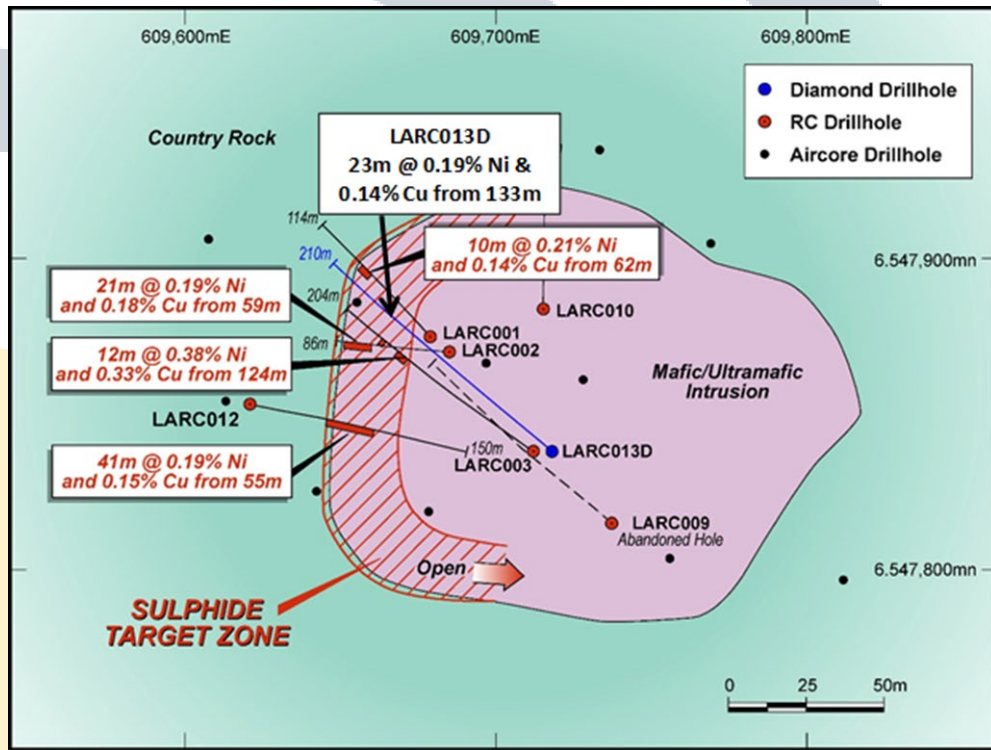 609,600mE
609,700mE
609,800mE
Diamond Drillhole
RC Drillhole
Aircore Drillhole
Country Rock
LARC013D
23m @ 0.19% Ni &
0.14% Cu from 133m
114m
210m
10m @ 0.21% Ni
and 0.14% Cu from 62m
6.547,900mn
21m @ 0.19% Ni
and 0.18% Cu from 59m
204m
LARC010
LARC001
86m
LARC002
12m @ 0.38% Ni
and 0.33% Cu from 124m
Mafic/Ultramafic
Intrusion
LARC012
150m
LARC013D
LARC003
41m @ 0.19% Ni
and 0.15% Cu from 55m
LARC009
Abandoned Hole
Open
6.547,800mn
SULPHIDE
TARGET ZONE
0
25
50m